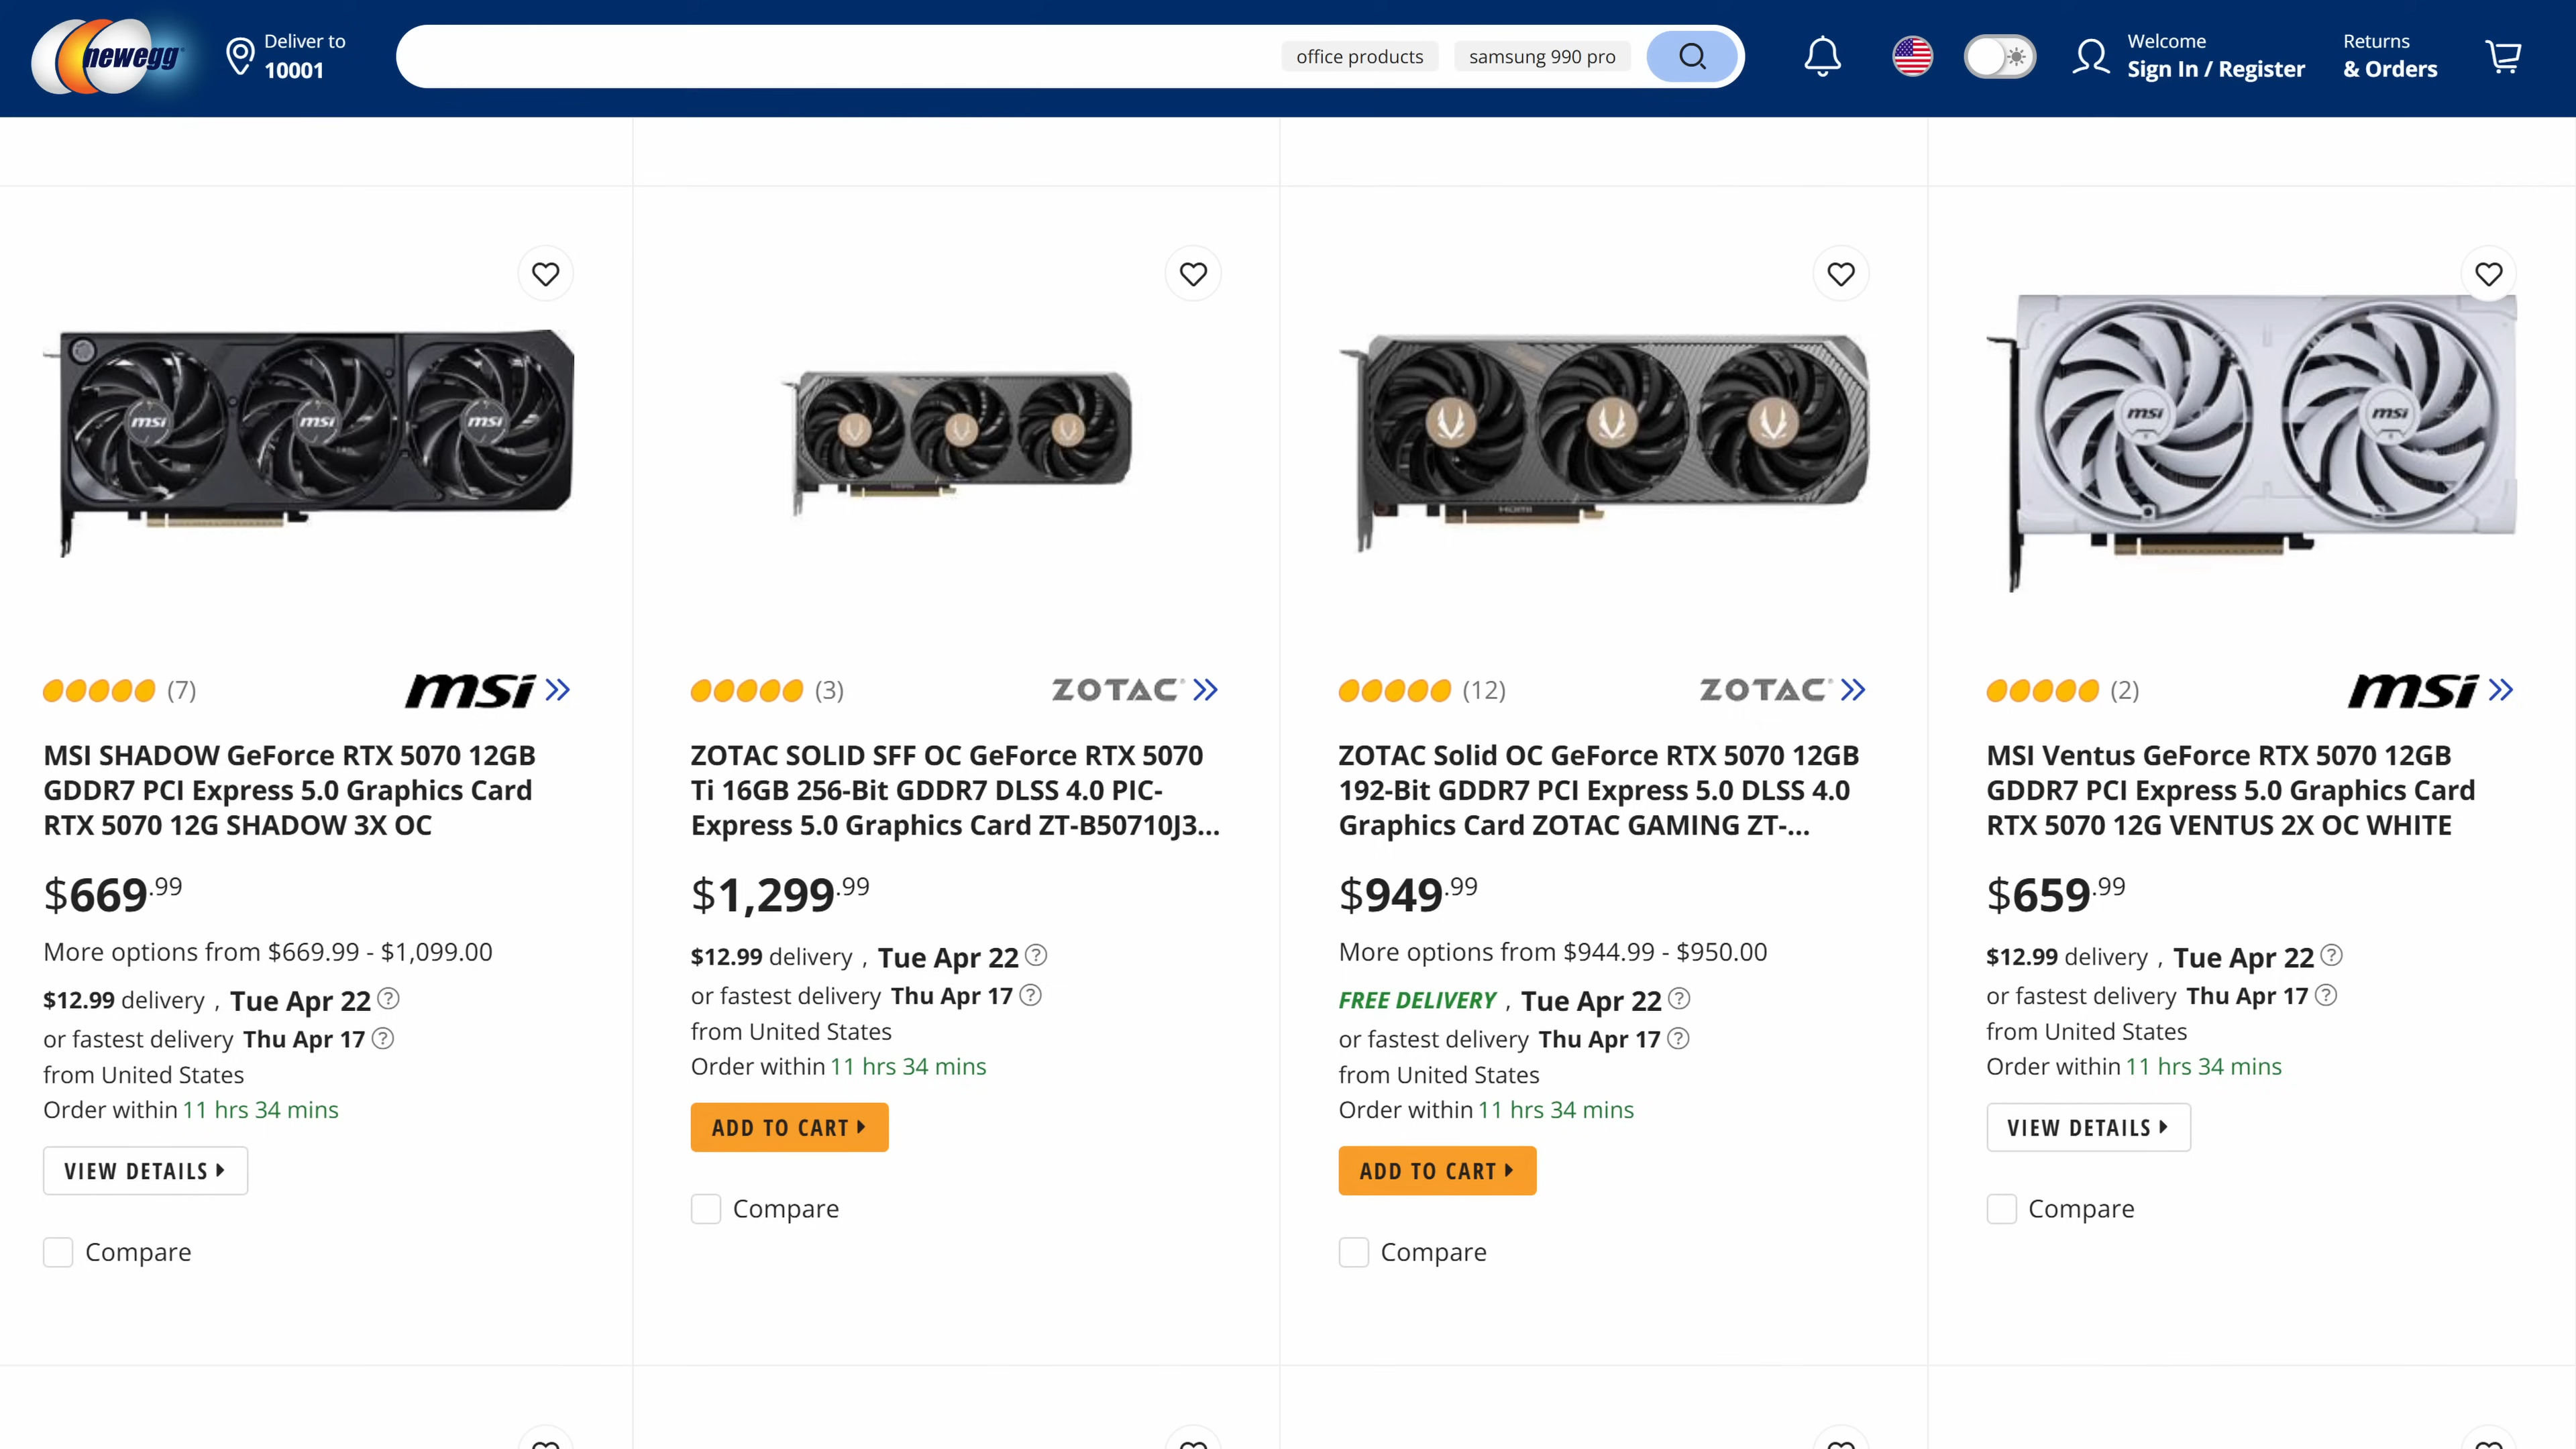 newegg
Deliver to
10001
office products
samsung 990 pro
Welcome
Sign In / Register
Returns
& Orders
msi msi msi
HDMI
msi msi
(7)
msi
MSI SHADOW GeForce RTX 5070 12GB
GDDR7 PCI Express 5.0 Graphics Card
RTX 5070 12G SHADOW 3X OC
$669.99
More options from $669.99 - $1,099.00
$12.99 delivery , Tue Apr 22
or fastest delivery Thu Apr 17
from United States
Order within 11 hrs 34 mins
VIEW DETAILS
Compare
(3)
ZOTAC
ZOTAC SOLID SFF OC GeForce RTX 5070
Ti 16GB 256-Bit GDDR7 DLSS 4.0 PIC-
Express 5.0 Graphics Card ZT-B50710J3...
$1,299.99
$12.99 delivery , Tue Apr 22
or fastest delivery Thu Apr 17
from United States
Order within 11 hrs 34 mins
ADD TO CART
Compare
(12)
ZOTAC
ZOTAC Solid OC GeForce RTX 5070 12GB
192-Bit GDDR7 PCI Express 5.0 DLSS 4.0
Graphics Card ZOTAC GAMING ZT-...
$949.99
More options from $944.99 - $950.00
FREE DELIVERY , Tue Apr 22
or fastest delivery Thu Apr 17
from United States
Order within 11 hrs 34 mins
ADD TO CART
Compare
(2)
msi
MSI Ventus GeForce RTX 5070 12GB
GDDR7 PCI Express 5.0 Graphics Card
RTX 5070 12G VENTUS 2X OC WHITE
$659.99
$12.99 delivery , Tue Apr 22
or fastest delivery Thu Apr 17
from United States
Order within 11 hrs 34 mins
VIEW DETAILS
Compare